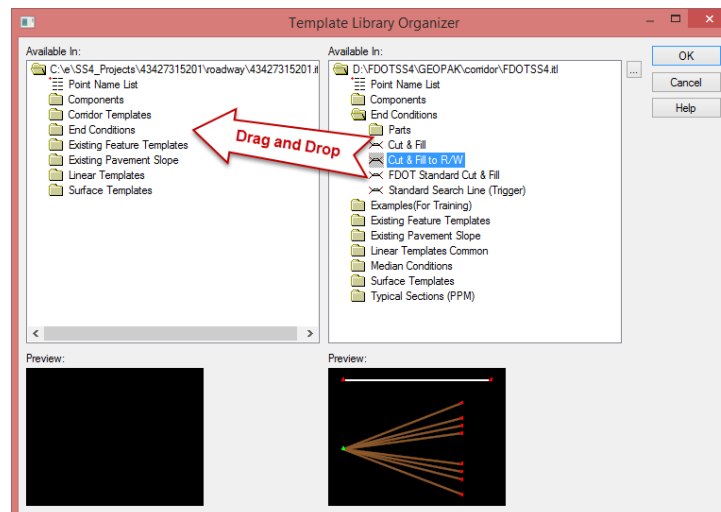 Template Library Organizer
Available In:
C:\e\SS4_Projects\43427315201\roadway\43427315201.it
Point Name List
Components
Corridor Templates
End Conditions
Existing Feature Templates
Existing Pavement Slope
Linear Templates
Surface Templates
Drag and Drop
Available In:
D:\FDOTSS4\GEOPAK\corridor\FDOTSS4.itl
Point Name List
Components
End Conditions
Parts
Cut & Fill
Cut & Fill to R/W
FDOT Standard Cut & Fill
Standard Search Line (Trigger)
Examples(For Training)
Existing Feature Templates
Existing Pavement Slope
Linear Templates Common
Median Conditions
Surface Templates
Typical Sections (PPM)
...
OK
Cancel
Help
Preview:
Preview: